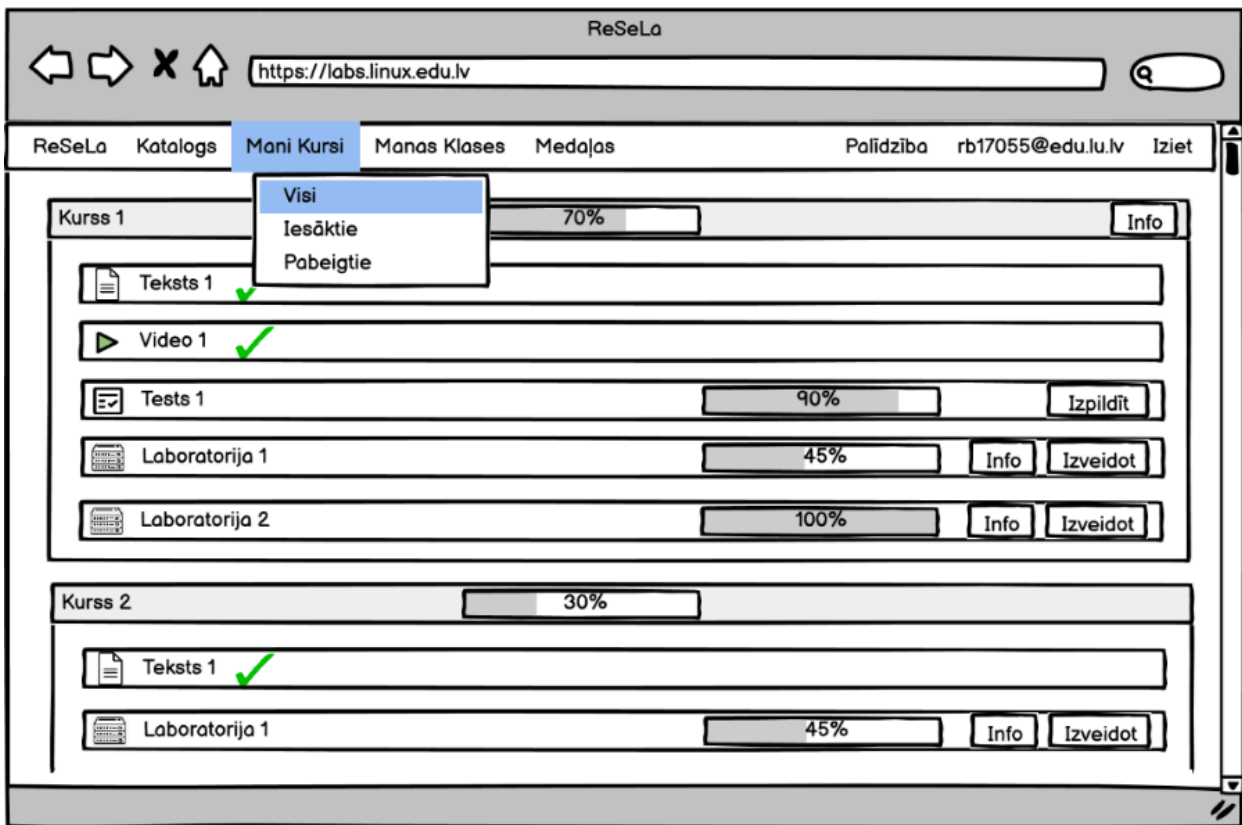 ReSeLa
https://labs.linux.edu.lv
ReSeLa Katalogs Mani Kursi Manas Klases Medaļas Palīdzība rb17055@edu.lu.lv Iziet
Visi
Iesāktie
Pabeigtie
Kurss 1 70% Info
Teksts 1
Video 1
Tests 1 90% Izpildīt
Laboratorija 1 45% Info Izveidot
Laboratorija 2 100% Info Izveidot
Kurss 2 30%
Teksts 1
Laboratorija 1 45% Info Izveidot